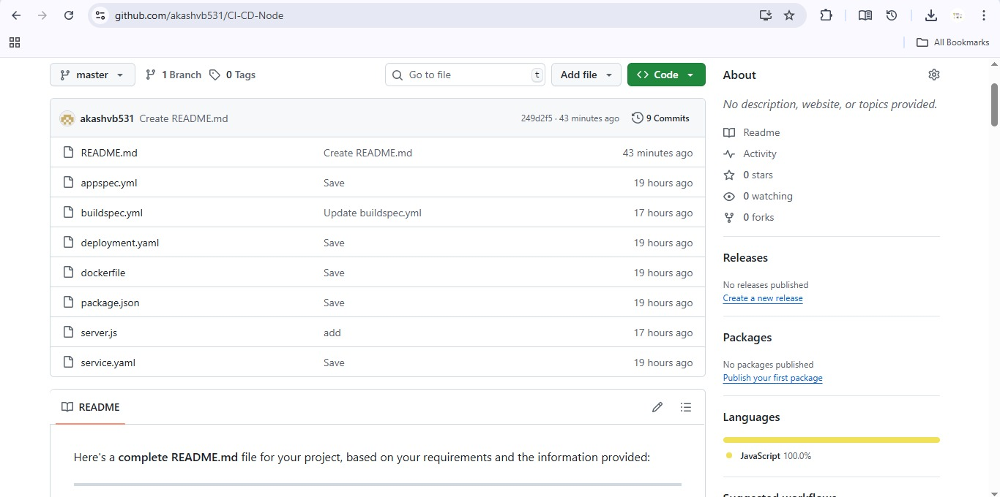 github.com/akashvb531/CI-CD-Node
All Bookmarks
master
1 Branch
0 Tags
Go to file
t
Add file
Code
akashvb531 Create README.md 249d2f5 · 43 minutes ago 9 Commits
README.md Create README.md 43 minutes ago
appspec.yml Save 19 hours ago
buildspec.yml Update buildspec.yml 17 hours ago
deployment.yaml Save 19 hours ago
dockerfile Save 19 hours ago
package.json Save 19 hours ago
server.js add 17 hours ago
service.yaml Save 19 hours ago
README
Here's a complete README.md file for your project, based on your requirements and the information provided:
About
No description, website, or topics provided.
Readme
Activity
0 stars
0 watching
0 forks
Releases
No releases published
Create a new release
Packages
No packages published
Publish your first package
Languages
JavaScript 100.0%
Suggested workflows